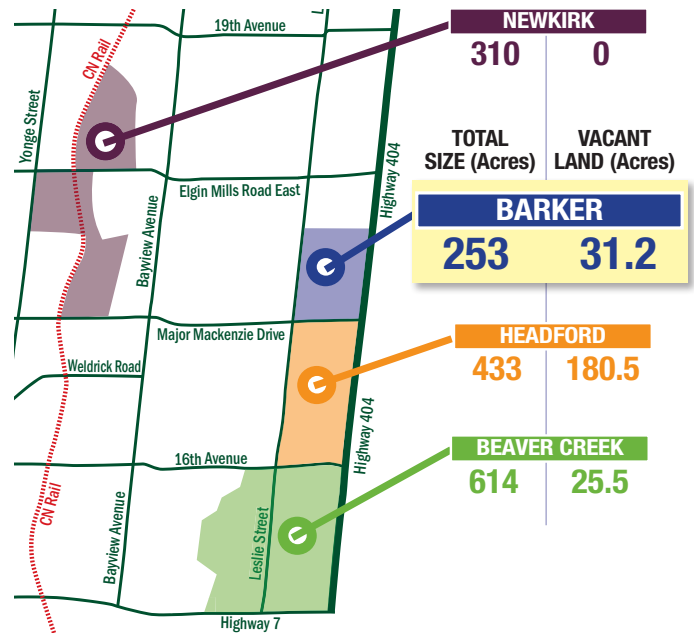 NEWKIRK
310 0
19th Avenue
L
CN Rail
Yonge Street
TOTAL SIZE (Acres)
VACANT LAND (Acres)
Highway 404
Elgin Mills Road East
BARKER
253 31.2
Bayview Avenue
Major Mackenzie Drive
HEADFORD
433 180.5
Weldrick Road
Highway 404
16th Avenue
BEAVER CREEK
614 25.5
CN Rail
Bayview Avenue
Leslie Street
Highway 7